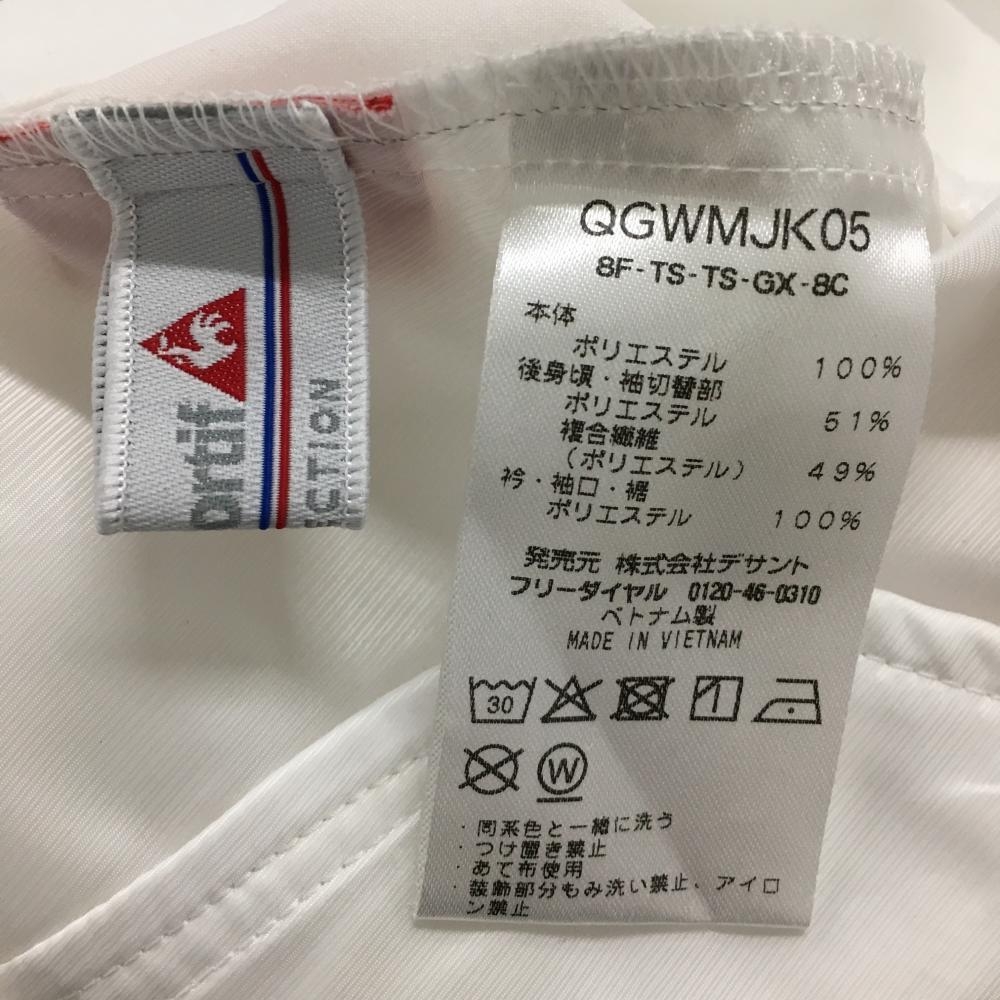 QGWMJK05
8F-TS-TS-GX-8C
本体
ポリエステル 100%
後身頃・袖切替部
ポリエステル 51%
複合繊維
(ポリエステル) 49%
衿・袖口・裾
ポリエステル 100%
発売元 株式会社デサント
フリーダイヤル 0120-46-0310
ベトナム製
MADE IN VIETNAM
30
W
・同系色と一緒に洗う
・つけ置き禁止
・あて布使用
・装飾部分もみ洗い禁止、アイロ
ン禁止
portif
ECTION